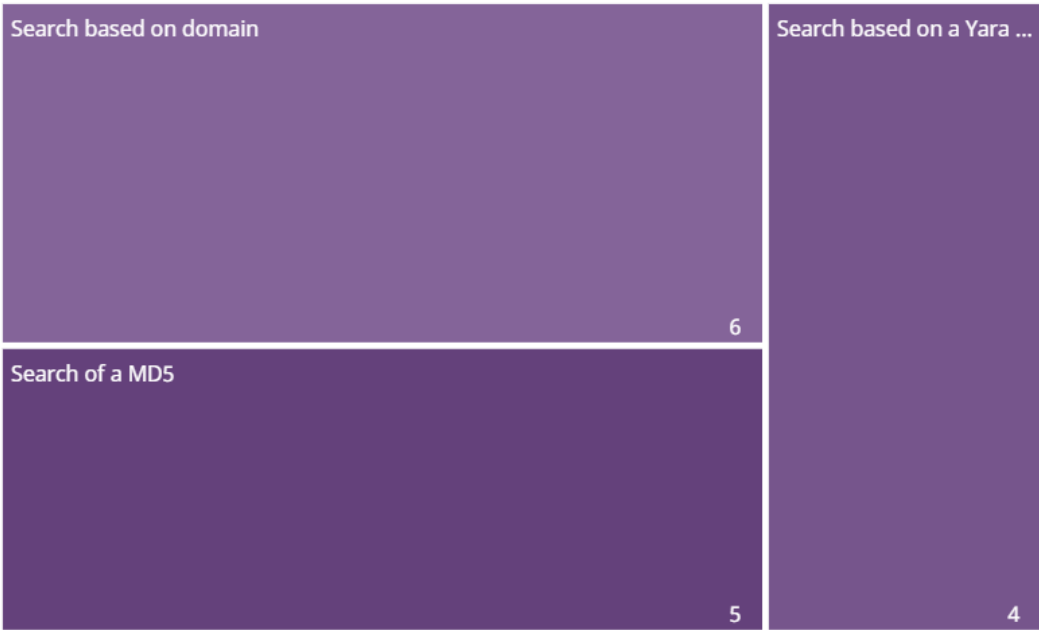 Search based on domain
6
Search of a MD5
5
Search based on a Yara ...
4